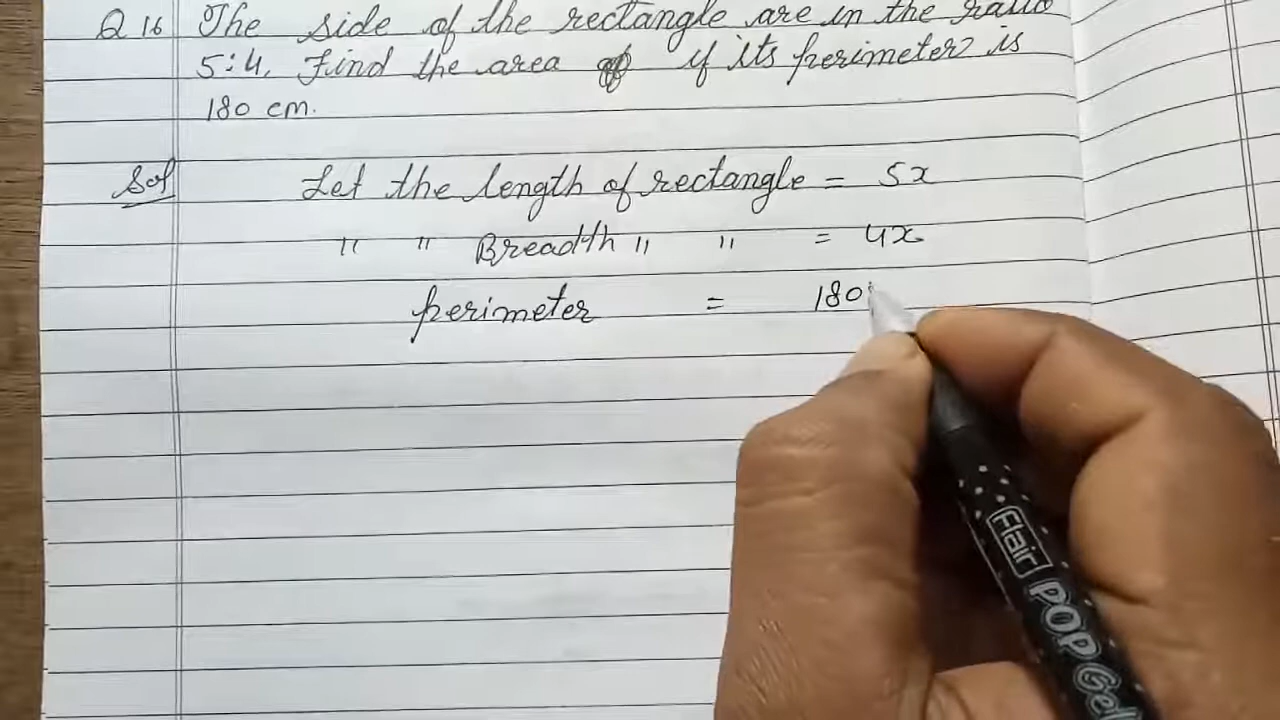 Q 16 The side of the rectangle are in the ratio
5:4. Find the area if its perimeter is
180 cm.
Sol Let the length of rectangle = 5x
" " Breadth " " = 4x
perimeter = 180
Flair POP Gel